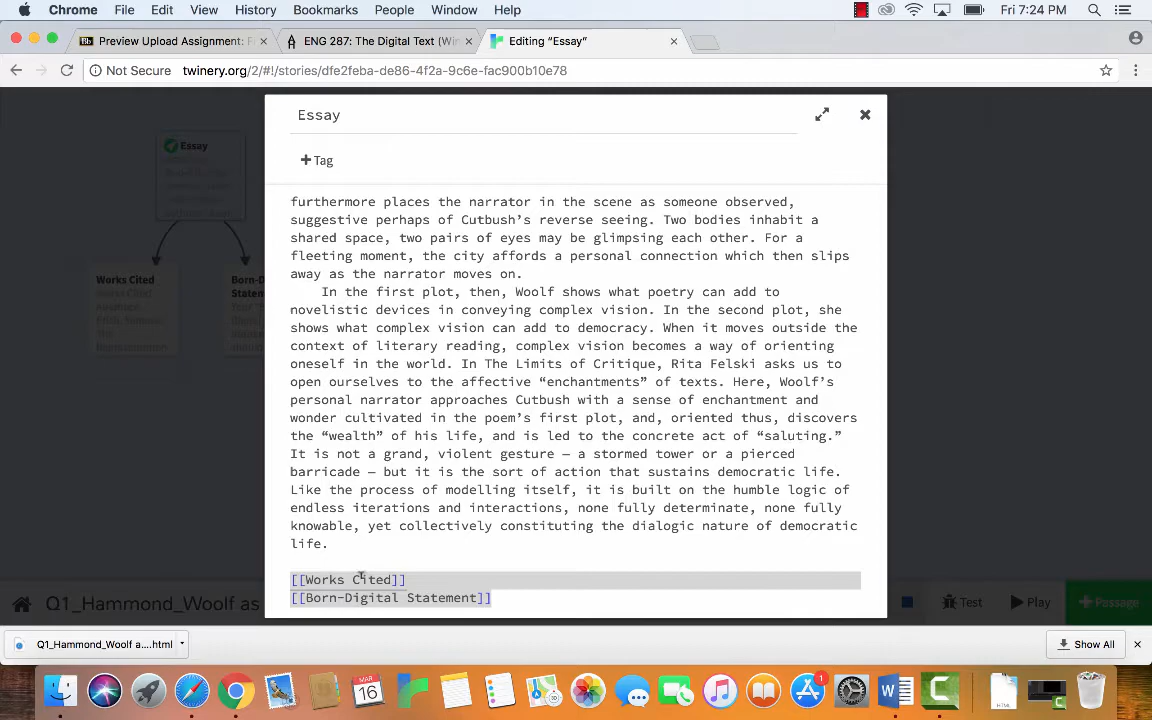 Chrome File Edit View History Bookmarks People Window Help Fri 7:24 PM
Preview Upload Assignment: F
ENG 287: The Digital Text (Win
Editing “Essay”
Not Secure twinery.org/2/#!/stories/dfe2feba-de86-4f2a-9c6e-fac900b10e78
Essay
Tag
furthermore places the narrator in the scene as someone observed,
suggestive perhaps of Cutbush’s reverse seeing. Two bodies inhabit a
shared space, two pairs of eyes may be glimpsing each other. For a
fleeting moment, the city affords a personal connection which then slips
away as the narrator moves on.
In the first plot, then, Woolf shows what poetry can add to
novelistic devices in conveying complex vision. In the second plot, she
shows what complex vision can add to democracy. When it moves outside the
context of literary reading, complex vision becomes a way of orienting
oneself in the world. In The Limits of Critique, Rita Felski asks us to
open ourselves to the affective “enchantments” of texts. Here, Woolf’s
personal narrator approaches Cutbush with a sense of enchantment and
wonder cultivated in the poem’s first plot, and, oriented thus, discovers
the “wealth” of his life, and is led to the concrete act of “saluting.”
It is not a grand, violent gesture — a stormed tower or a pierced
barricade — but it is the sort of action that sustains democratic life.
Like the process of modelling itself, it is built on the humble logic of
endless iterations and interactions, none fully determinate, none fully
knowable, yet collectively constituting the dialogic nature of democratic
life.
[[Works Cited]]
[[Born-Digital Statement]]
Essay
Works Cited
Works Cited
Born-D
Statem
Q1_Hammond_Woolf as
Test
Play
Passage
Q1_Hammond_Woolf a....html
Show All
MAR
16
1